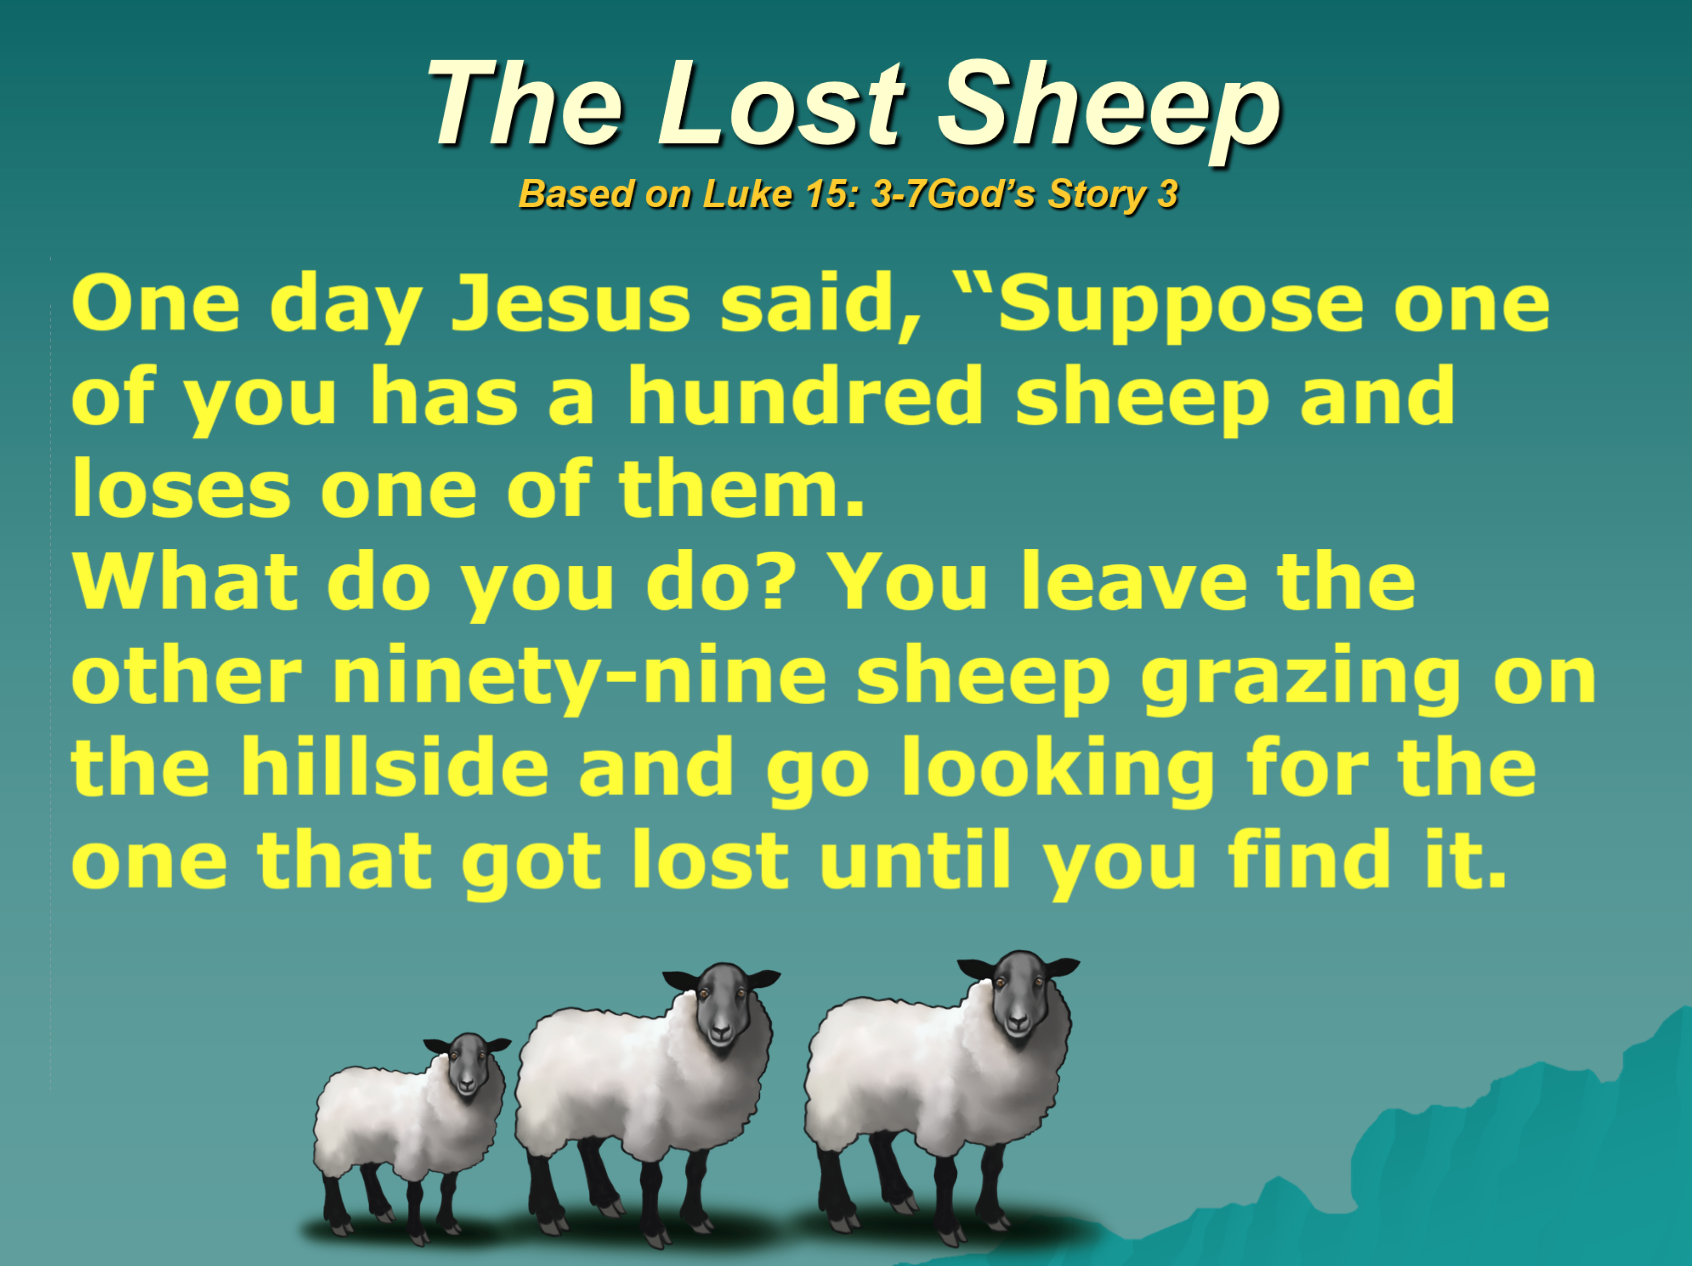 The Lost Sheep
Based on Luke 15: 3-7God’s Story 3
One day Jesus said, “Suppose one
of you has a hundred sheep and
loses one of them.
What do you do? You leave the
other ninety-nine sheep grazing on
the hillside and go looking for the
one that got lost until you find it.